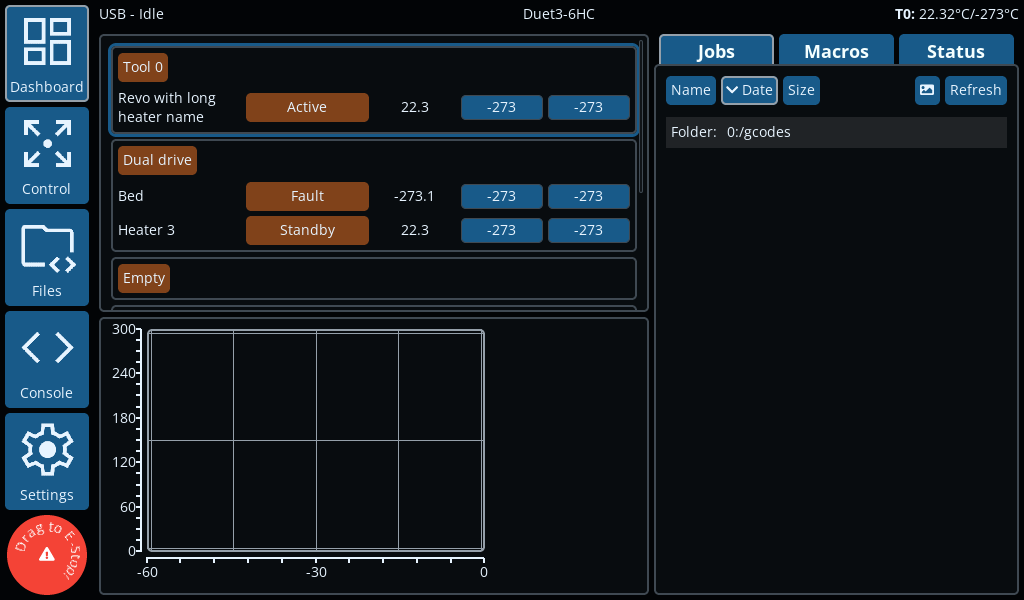 USB - Idle
Duet3-6HC
T0: 22.32°C/-273°C
Dashboard
Control
Files
Console
Settings
Drag to E-Stop!
Tool 0
Revo with long
heater name
Active
22.3
-273
-273
Dual drive
Bed
Fault
-273.1
-273
-273
Heater 3
Standby
22.3
-273
-273
Empty
300
240
180
120
60
0
-60
-30
0
Jobs
Macros
Status
Name
Date
Size
Refresh
Folder: 0:/gcodes